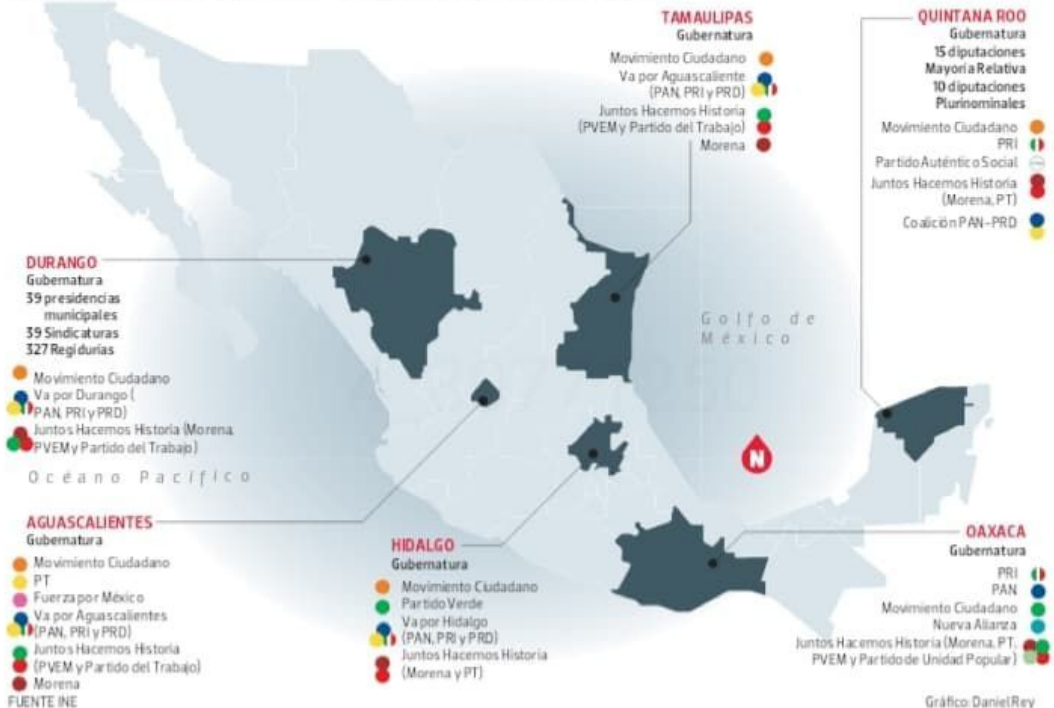 TAMAULIPAS
Gubernatura
Movimiento Ciudadano
Va por Aguascaliente
(PAN, PRI y PRD)
Juntos Hacemos Historia
(PVEM y Partido del Trabajo)
Morena
QUINTANA ROO
Gubernatura
15 diputaciones
Mayoría Relativa
10 diputaciones
Plurinominales
Movimiento Ciudadano
PRI
Partido Auténtico Social
Juntos Hacemos Historia
(Morena, PT)
Coalición PAN-PRD
DURANGO
Gubernatura
39 presidencias
municipales
39 Sindicaturas
327 Regidurías
Movimiento Ciudadano
Va por Durango (
PAN, PRI y PRD)
Juntos Hacemos Historia (Morena,
PVEM y Partido del Trabajo)
Golfo de
México
Océano Pacífico
N
AGUASCALIENTES
Gubernatura
Movimiento Ciudadano
PT
Fuerza por México
Va por Aguascalientes
(PAN, PRI y PRD)
Juntos Hacemos Historia
(PVEM y Partido del Trabajo)
Morena
HIDALGO
Gubernatura
Movimiento Ciudadano
Partido Verde
Va por Hidalgo
(PAN, PRI y PRD)
Juntos Hacemos Historia
(Morena y PT)
OAXACA
Gubernatura
PRI
PAN
Movimiento Ciudadano
Nueva Alianza
Juntos Hacemos Historia (Morena, PT,
PVEM y Partido de Unidad Popular)
FUENTE INE
Gráfico: Daniel Rey